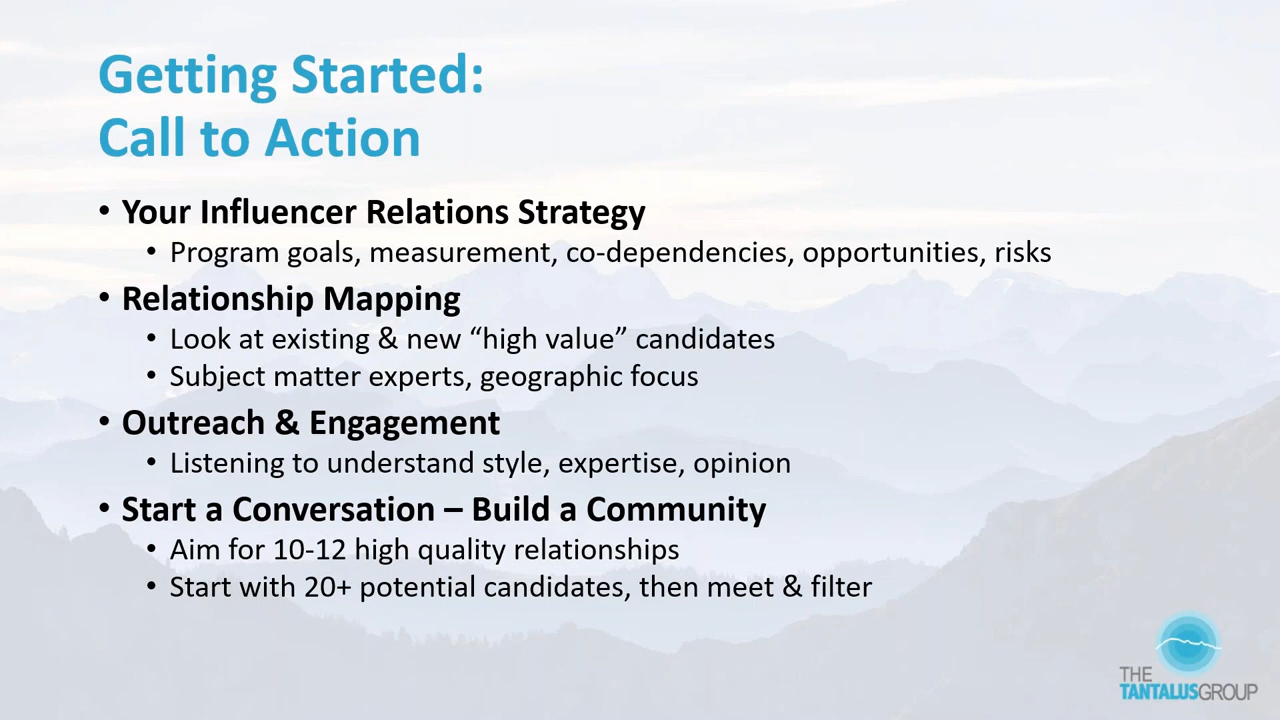 Getting Started:
Call to Action
• Your Influencer Relations Strategy
• Program goals, measurement, co-dependencies, opportunities, risks
• Relationship Mapping
• Look at existing & new “high value” candidates
• Subject matter experts, geographic focus
• Outreach & Engagement
• Listening to understand style, expertise, opinion
• Start a Conversation – Build a Community
• Aim for 10-12 high quality relationships
• Start with 20+ potential candidates, then meet & filter
THE
TANTALUSGROUP